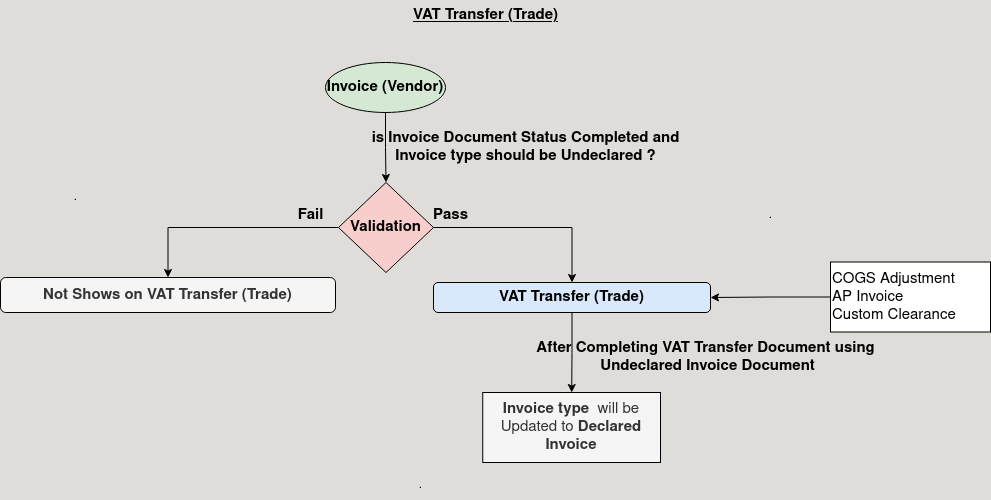 VAT Transfer (Trade)
Invoice (Vendor)
is Invoice Document Status Completed and
Invoice type should be Undeclared ?
Fail
Pass
Validation
Not Shows on VAT Transfer (Trade)
VAT Transfer (Trade)
COGS Adjustment
AP Invoice
Custom Clearance
After Completing VAT Transfer Document using
Undeclared Invoice Document
Invoice type will be
Updated to Declared
Invoice